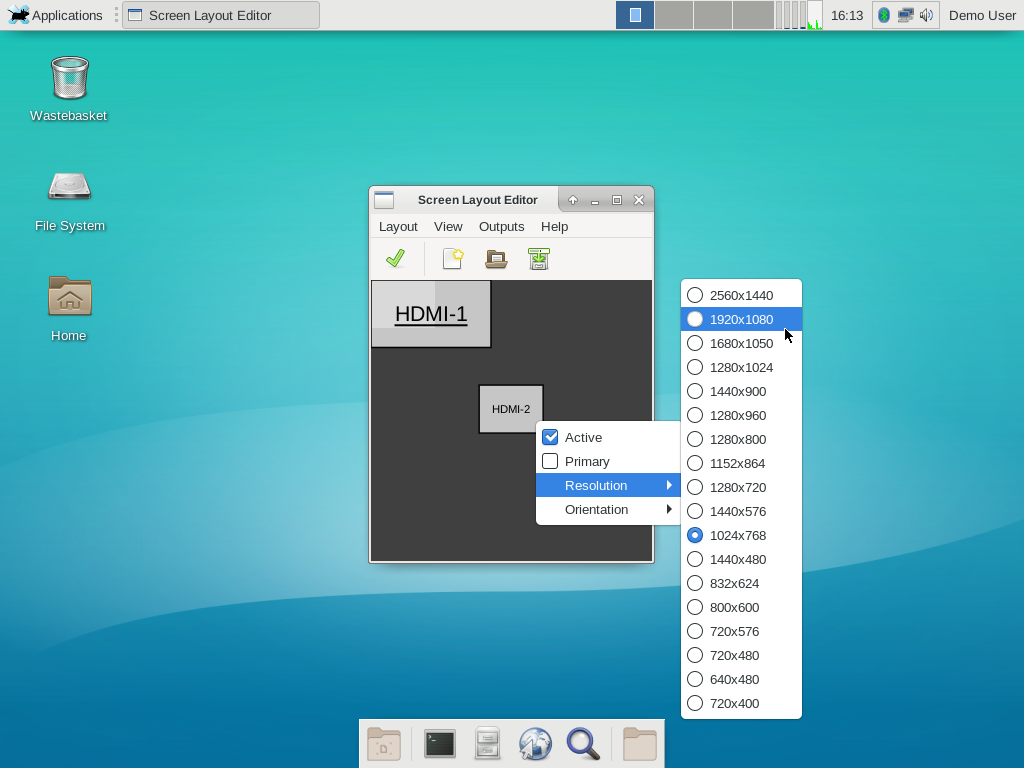 Applications
Screen Layout Editor
16:13
Demo User
Wastebasket
File System
Home
Screen Layout Editor
Layout View Outputs Help
HDMI-1
HDMI-2
Active
Primary
Resolution
Orientation
2560x1440
1920x1080
1680x1050
1280x1024
1440x900
1280x960
1280x800
1152x864
1280x720
1440x576
1024x768
1440x480
832x624
800x600
720x576
720x480
640x480
720x400